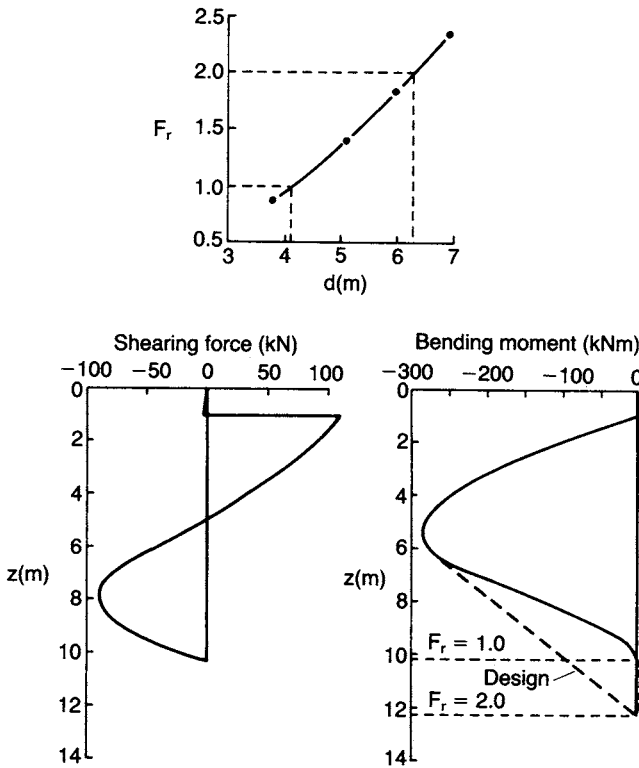 2.5
2.0
F_r
1.5
1.0
0.5
3 4 5 6 7
d(m)
Shearing force (kN)
−100 −50 0 50 100
0
2
4
6
z(m)
8
10
12
14
Bending moment (kNm)
−300 −200 −100 0
0
2
4
6
z(m)
8
F_r = 1.0
10
Design
F_r = 2.0
12
14